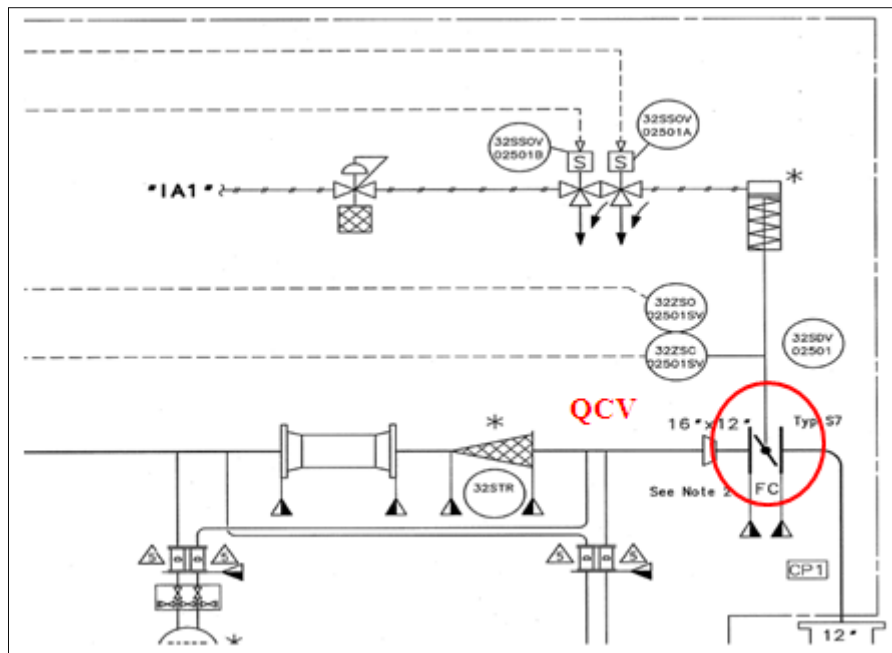 32SSOV
02501B
32SSOV
02501A
S
S
"IA1"
*
32ZSO
02501SV
32ZSC
02501SV
32SDV
02501
QCV
*
16"x12"
Typ S7
32STR
See Note 2
FC
S
S
S
S
CP1
*
12"